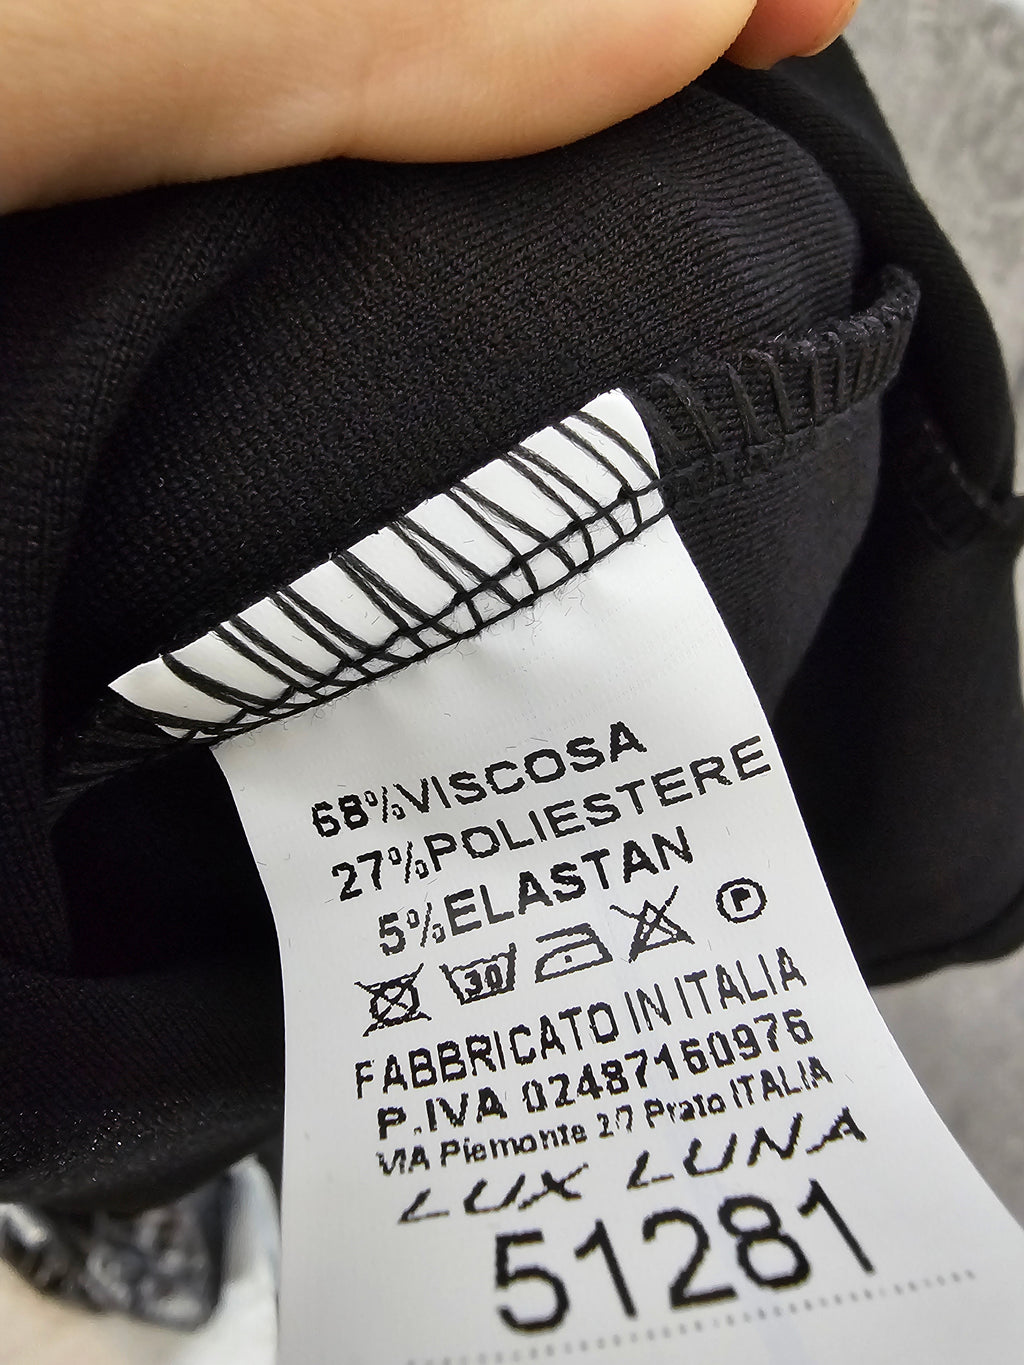 68%VISCOSA
27%POLIESTERE
5%ELASTAN
30 P
FABBRICATO IN ITALIA
P.IVA 02487160976
VIA Piemonte 27 Prato ITALIA
LUX LUNA
51281